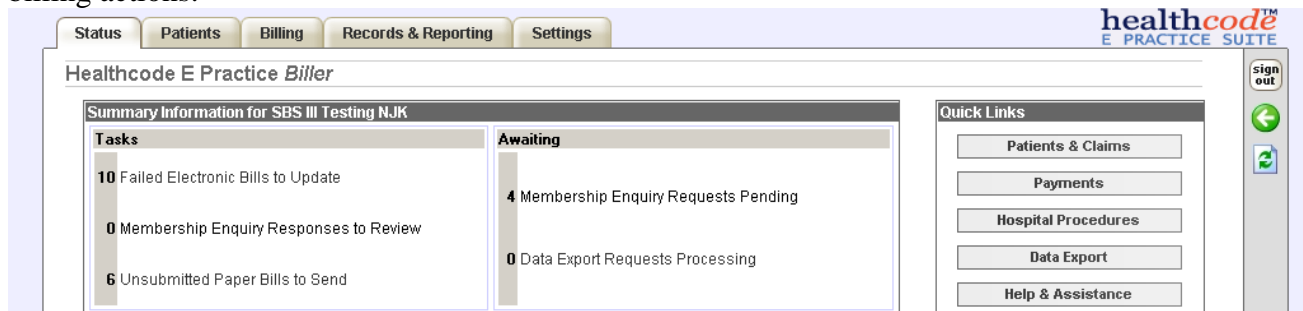 healthcode™
Status Patients Billing Records & Reporting Settings
E PRACTICE SUITE
Healthcode E Practice Biller
sign
out
Summary Information for SBS III Testing NJK
Tasks
10 Failed Electronic Bills to Update
0 Membership Enquiry Responses to Review
6 Unsubmitted Paper Bills to Send
Awaiting
4 Membership Enquiry Requests Pending
0 Data Export Requests Processing
Quick Links
Patients & Claims
Payments
Hospital Procedures
Data Export
Help & Assistance